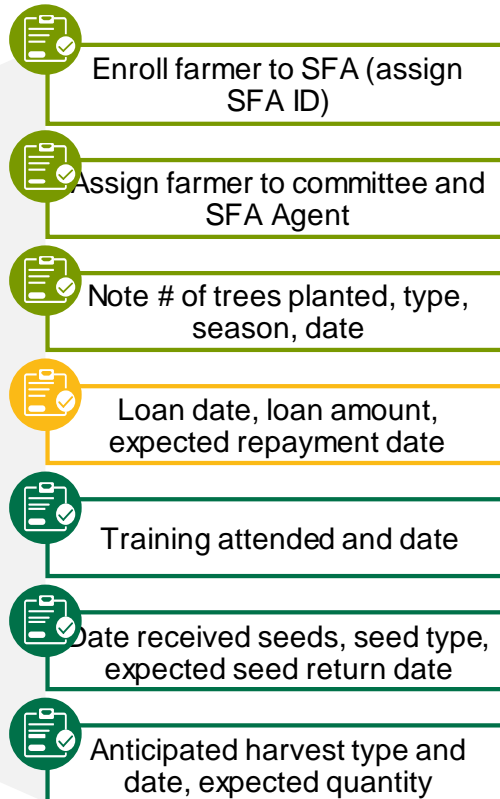 Enroll farmer to SFA (assign
SFA ID)
Assign farmer to committee and
SFA Agent
Note # of trees planted, type,
season, date
Loan date, loan amount,
expected repayment date
Training attended and date
Date received seeds, seed type,
expected seed return date
Anticipated harvest type and
date, expected quantity